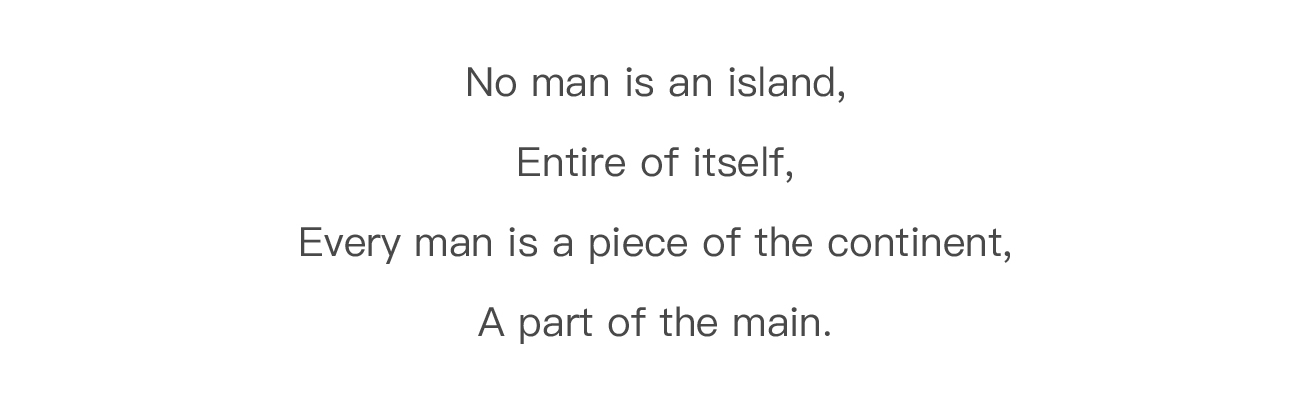 No man is an island,
Entire of itself,
Every man is a piece of the continent,
A part of the main.